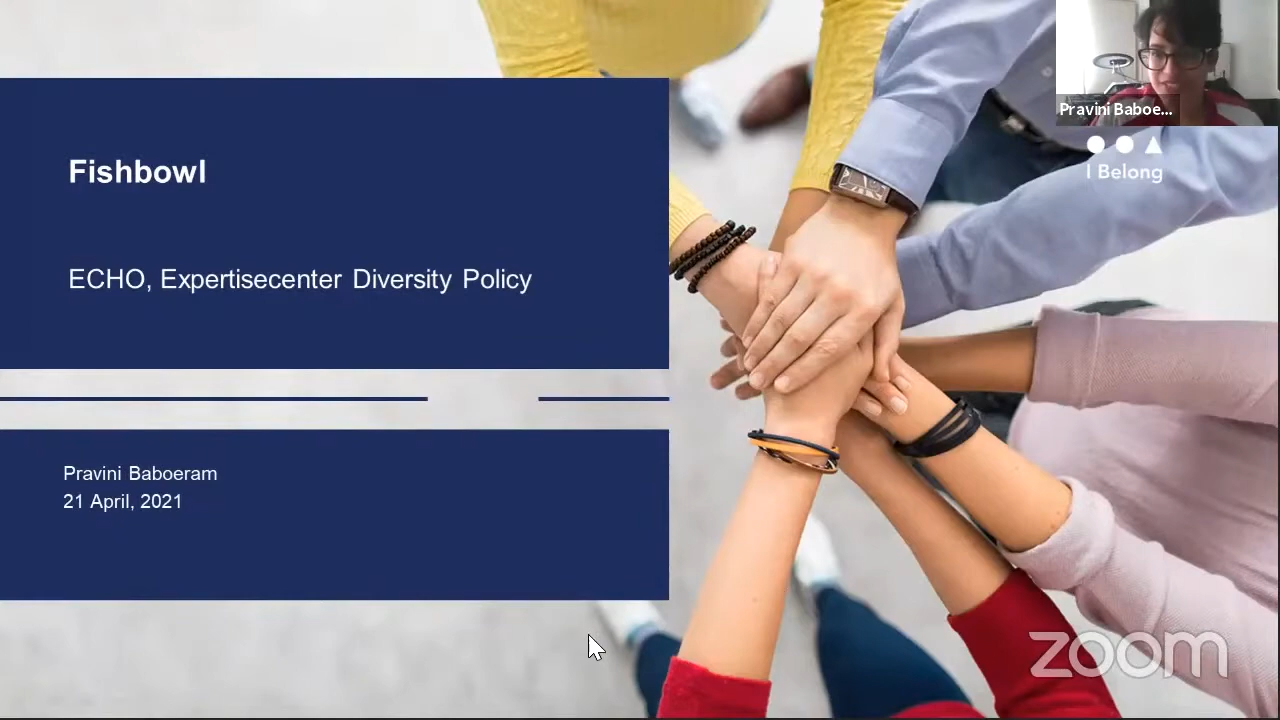 Fishbowl
ECHO, Expertisecenter Diversity Policy
Pravini Baboeram
21 April, 2021
Pravini Baboe...
I Belong
zoom